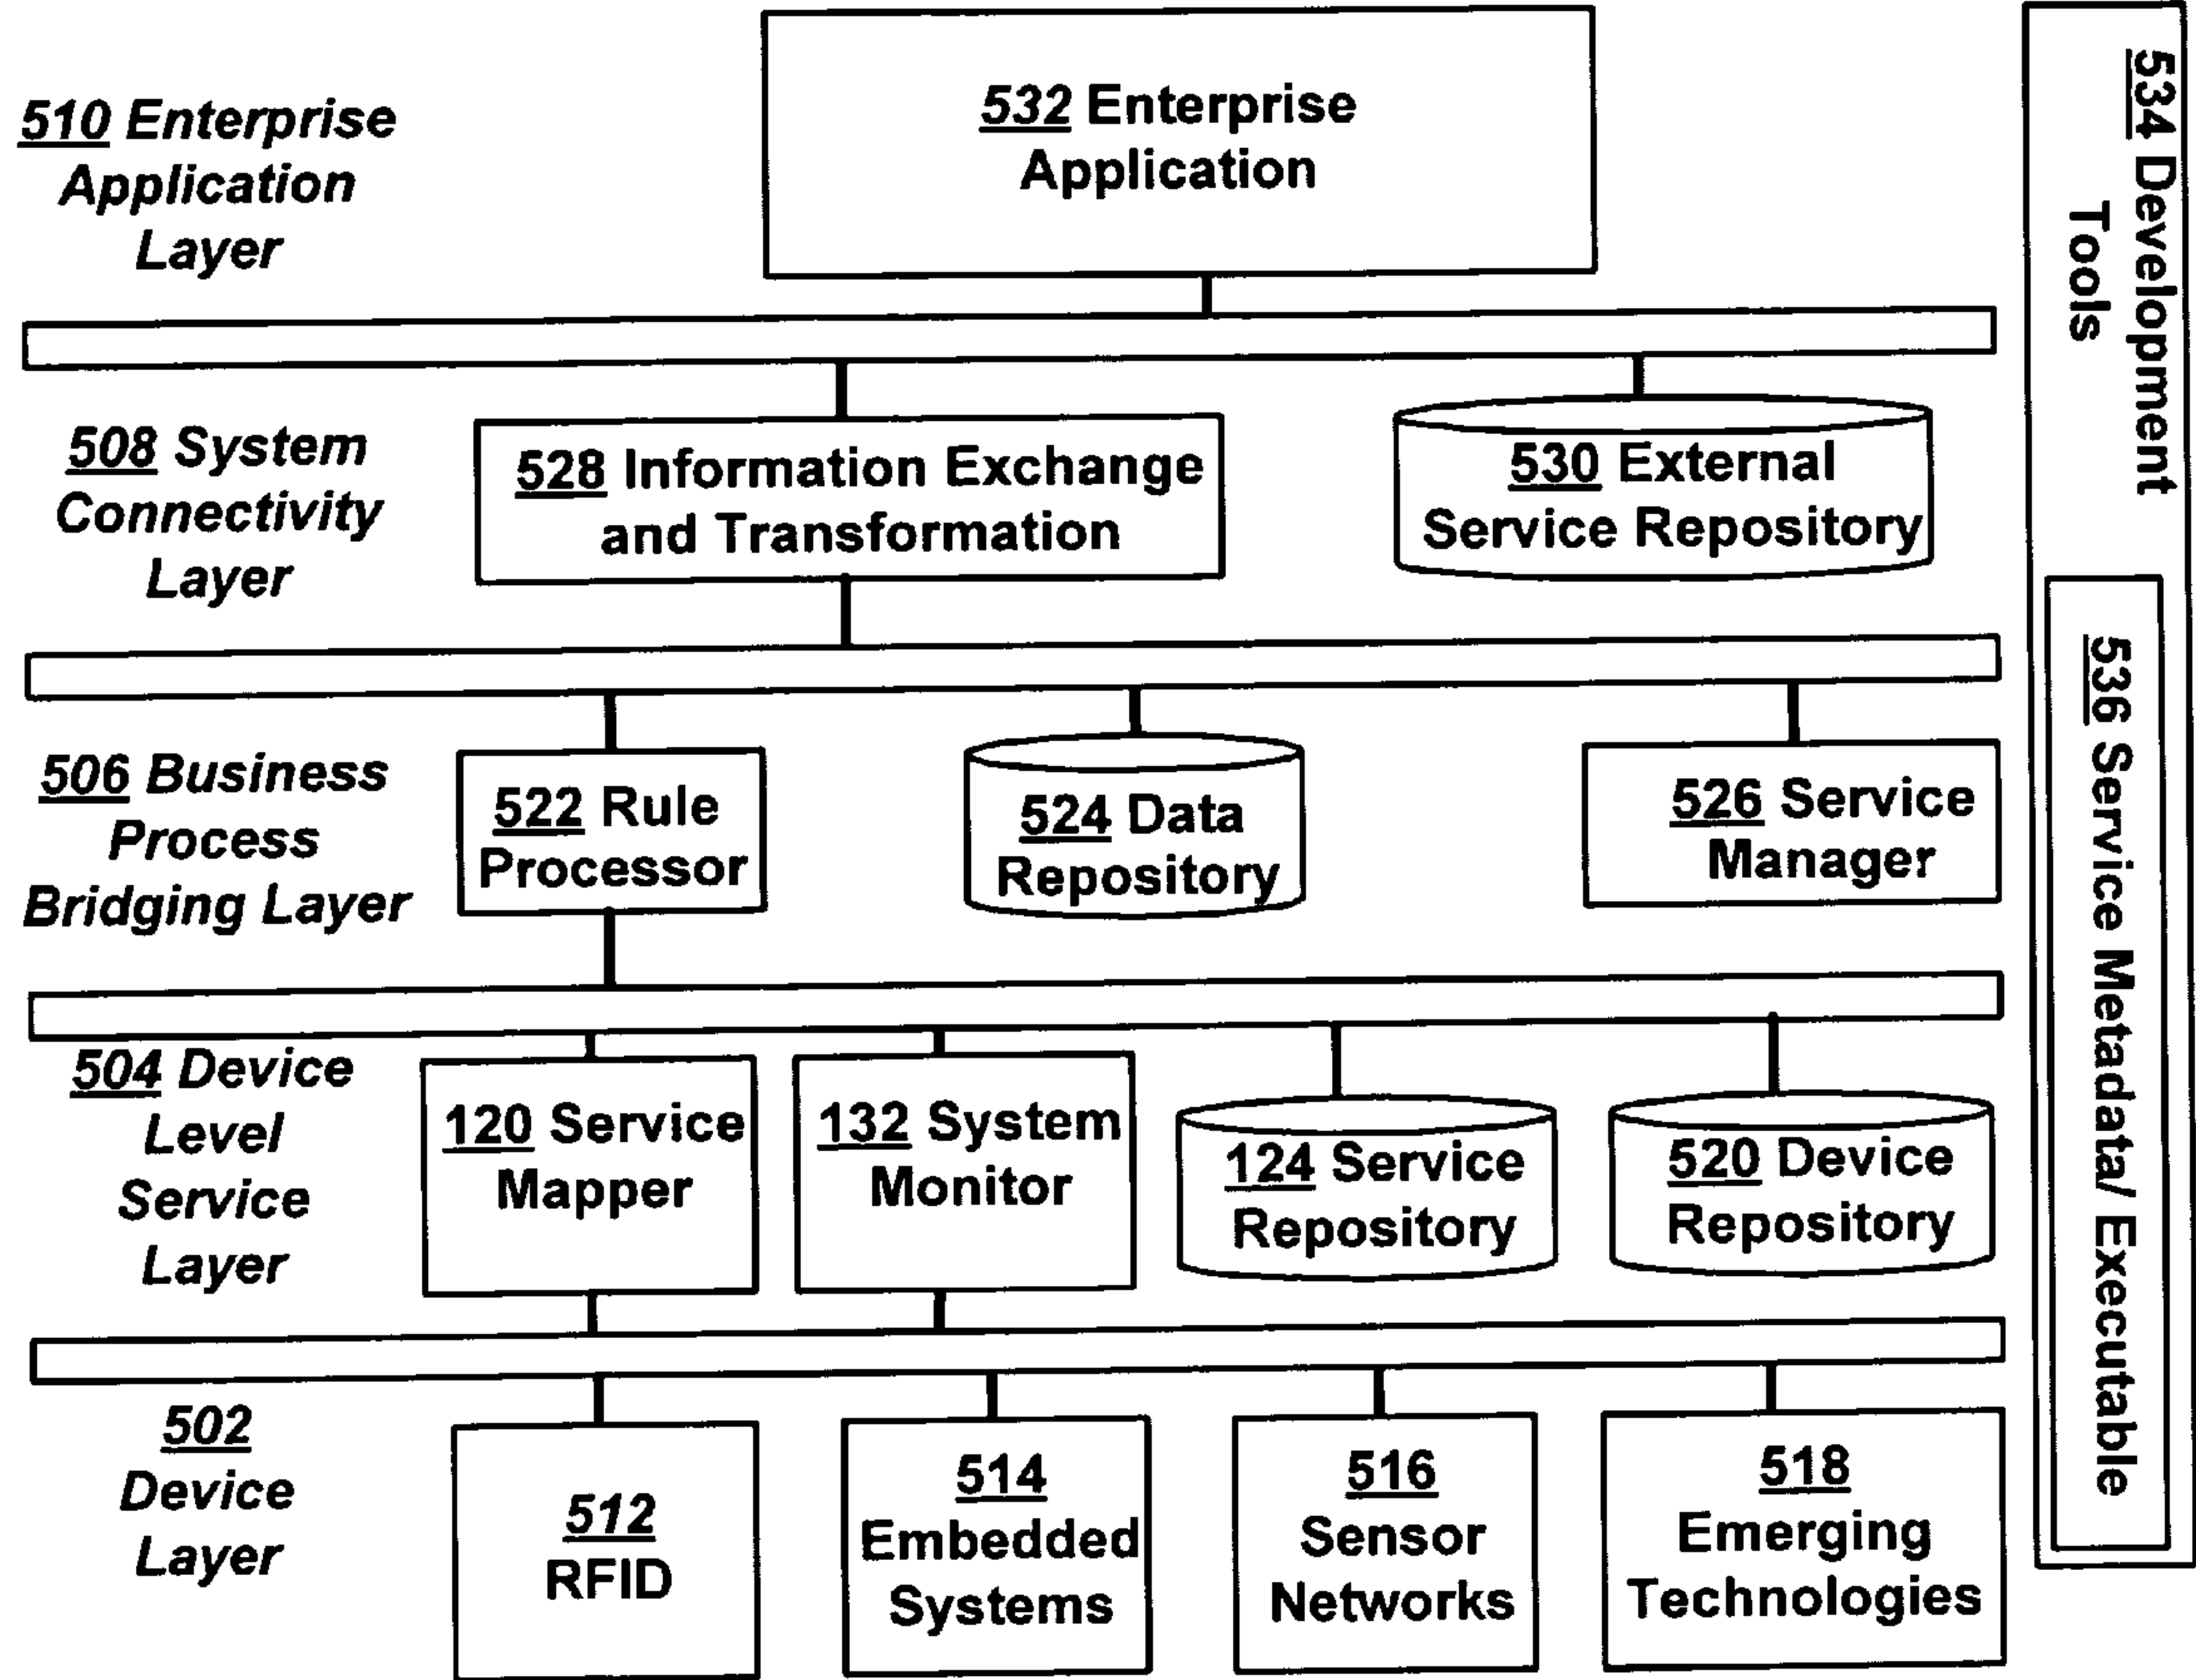 510 Enterprise
Application
Layer
532 Enterprise
Application
508 System
Connectivity
Layer
528 Information Exchange
and Transformation
530 External
Service Repository
506 Business
Process
Bridging Layer
522 Rule
Processor
524 Data
Repository
526 Service
Manager
504 Device
Level
Service
Layer
120 Service
Mapper
132 System
Monitor
124 Service
Repository
520 Device
Repository
502
Device
Layer
512
RFID
514
Embedded
Systems
516
Sensor
Networks
518
Emerging
Technologies
534 Development
Tools
536 Service Metadata/ Executable